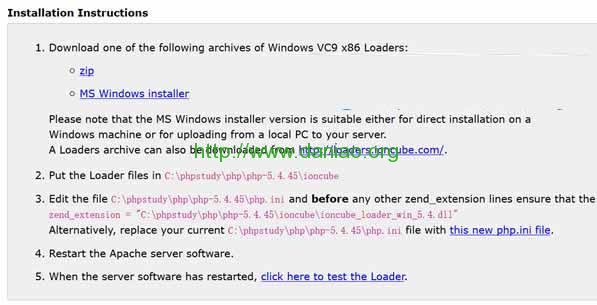 Installation Instructions
1. Download one of the following archives of Windows VC9 x86 Loaders:
zip
MS Windows installer
Please note that the MS Windows installer version is suitable either for direct installation on a
Windows machine or for uploading from a local PC to your server.
A Loaders archive can also be downloaded from http://loaders.ioncube.com/.
http://www.daniao.org
2. Put the Loader files in C:\phpstudy\php\php-5.4.45\ioncube
3. Edit the file C:\phpstudy\php\php-5.4.45\php.ini and before any other zend_extension lines ensure that the
zend_extension = "C:\phpstudy\php\php-5.4.45\ioncube\ioncube_loader_win_5.4.dll"
Alternatively, replace your current C:\phpstudy\php\php-5.4.45\php.ini file with this new php.ini file.
4. Restart the Apache server software.
5. When the server software has restarted, click here to test the Loader.